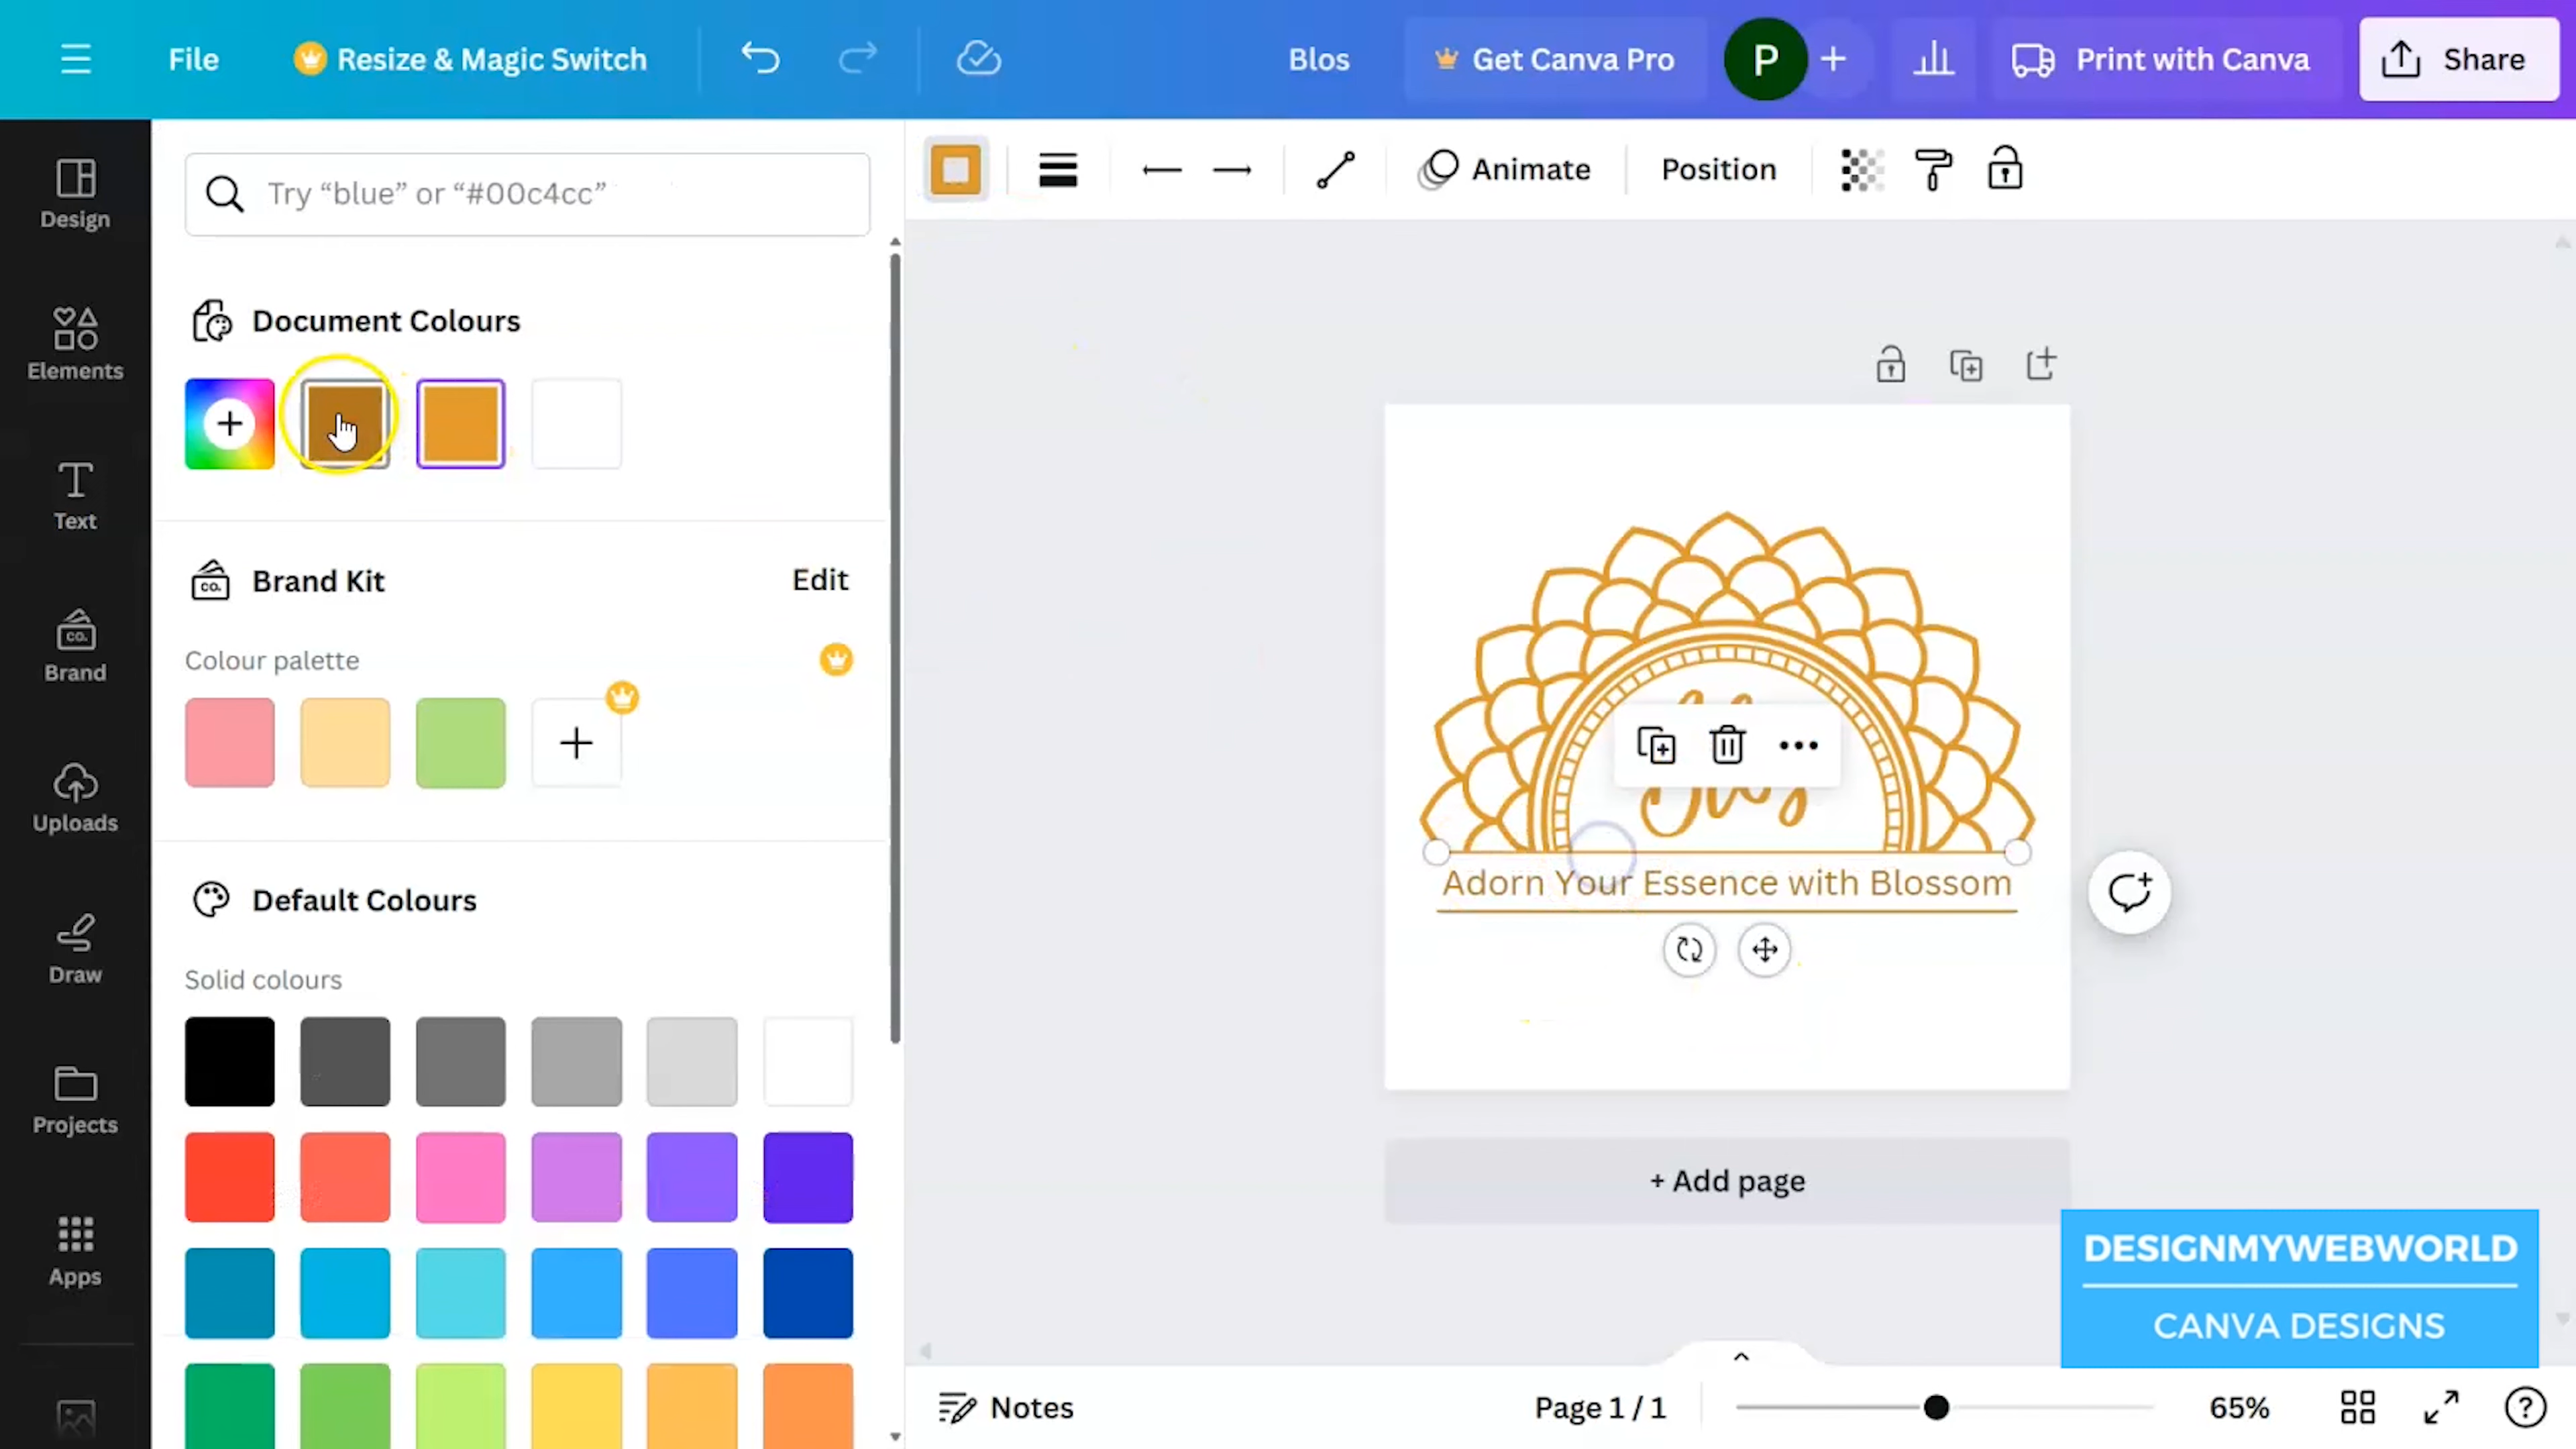 File
Resize & Magic Switch
Blos
Get Canva Pro
P
Print with Canva
Share
Design
Elements
Text
Brand
Uploads
Draw
Projects
Apps
Try “blue” or “#00c4cc”
Document Colours
CO.
Brand Kit
Edit
Colour palette
Default Colours
Solid colours
Animate
Position
Adorn Your Essence with Blossom
+ Add page
DESIGNMYWEBWORLD
CANVA DESIGNS
Notes
Page 1 / 1
65%